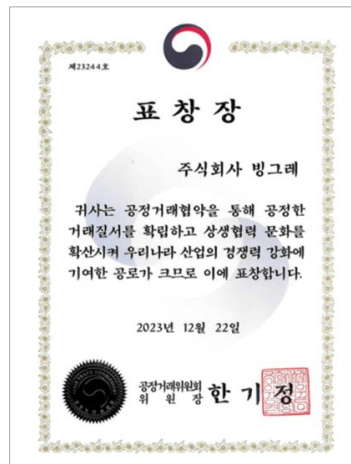 제23244호
표창장
주식회사 빙그레
귀사는 공정거래협약을 통해 공정한
거래질서를 확립하고 상생협력 문화를
확산시켜 우리나라 산업의 경쟁력 강화에
기여한 공로가 크므로 이에 표창합니다.
2023년 12월 22일
공정거래위원회
위원장 한기정